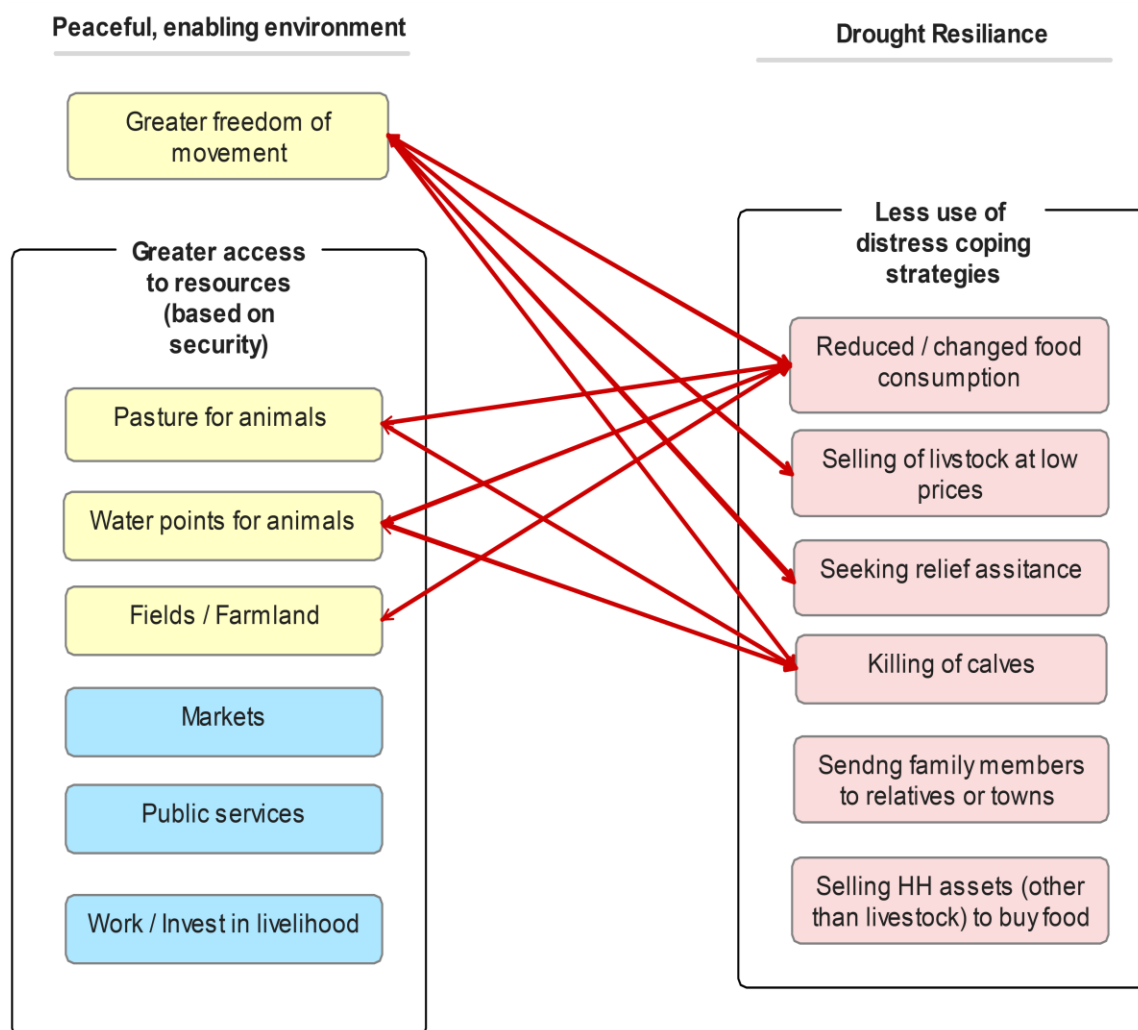 Peaceful, enabling environment
Greater freedom of
movement
Greater access
to resources
(based on
security)
Pasture for animals
Water points for animals
Fields / Farmland
Markets
Public services
Work / Invest in livelihood
Drought Resiliance
Less use of
distress coping
strategies
Reduced / changed food
consumption
Selling of livstock at low
prices
Seeking relief assitance
Killing of calves
Sendng family members
to relatives or towns
Selling HH assets (other
than livestock) to buy food